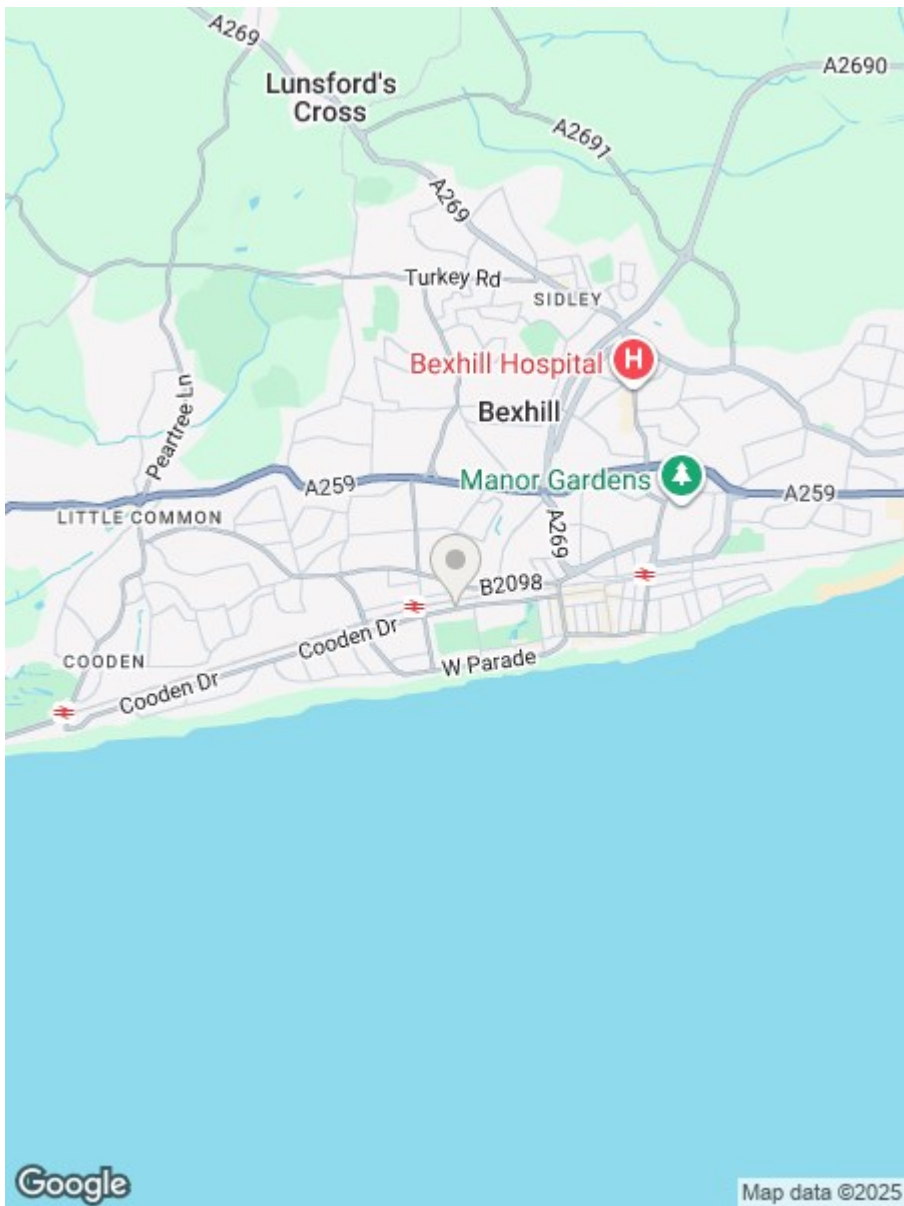 A269
A2690
Lunsford's
Cross
A2691
A269
Turkey Rd
SIDLEY
Bexhill Hospital
H
Bexhill
Peartree Ln
Manor Gardens
A259
A259
LITTLE COMMON
A269
B2098
Cooden Dr
W Parade
COODEN
Cooden Dr
Google
Map data ©2025